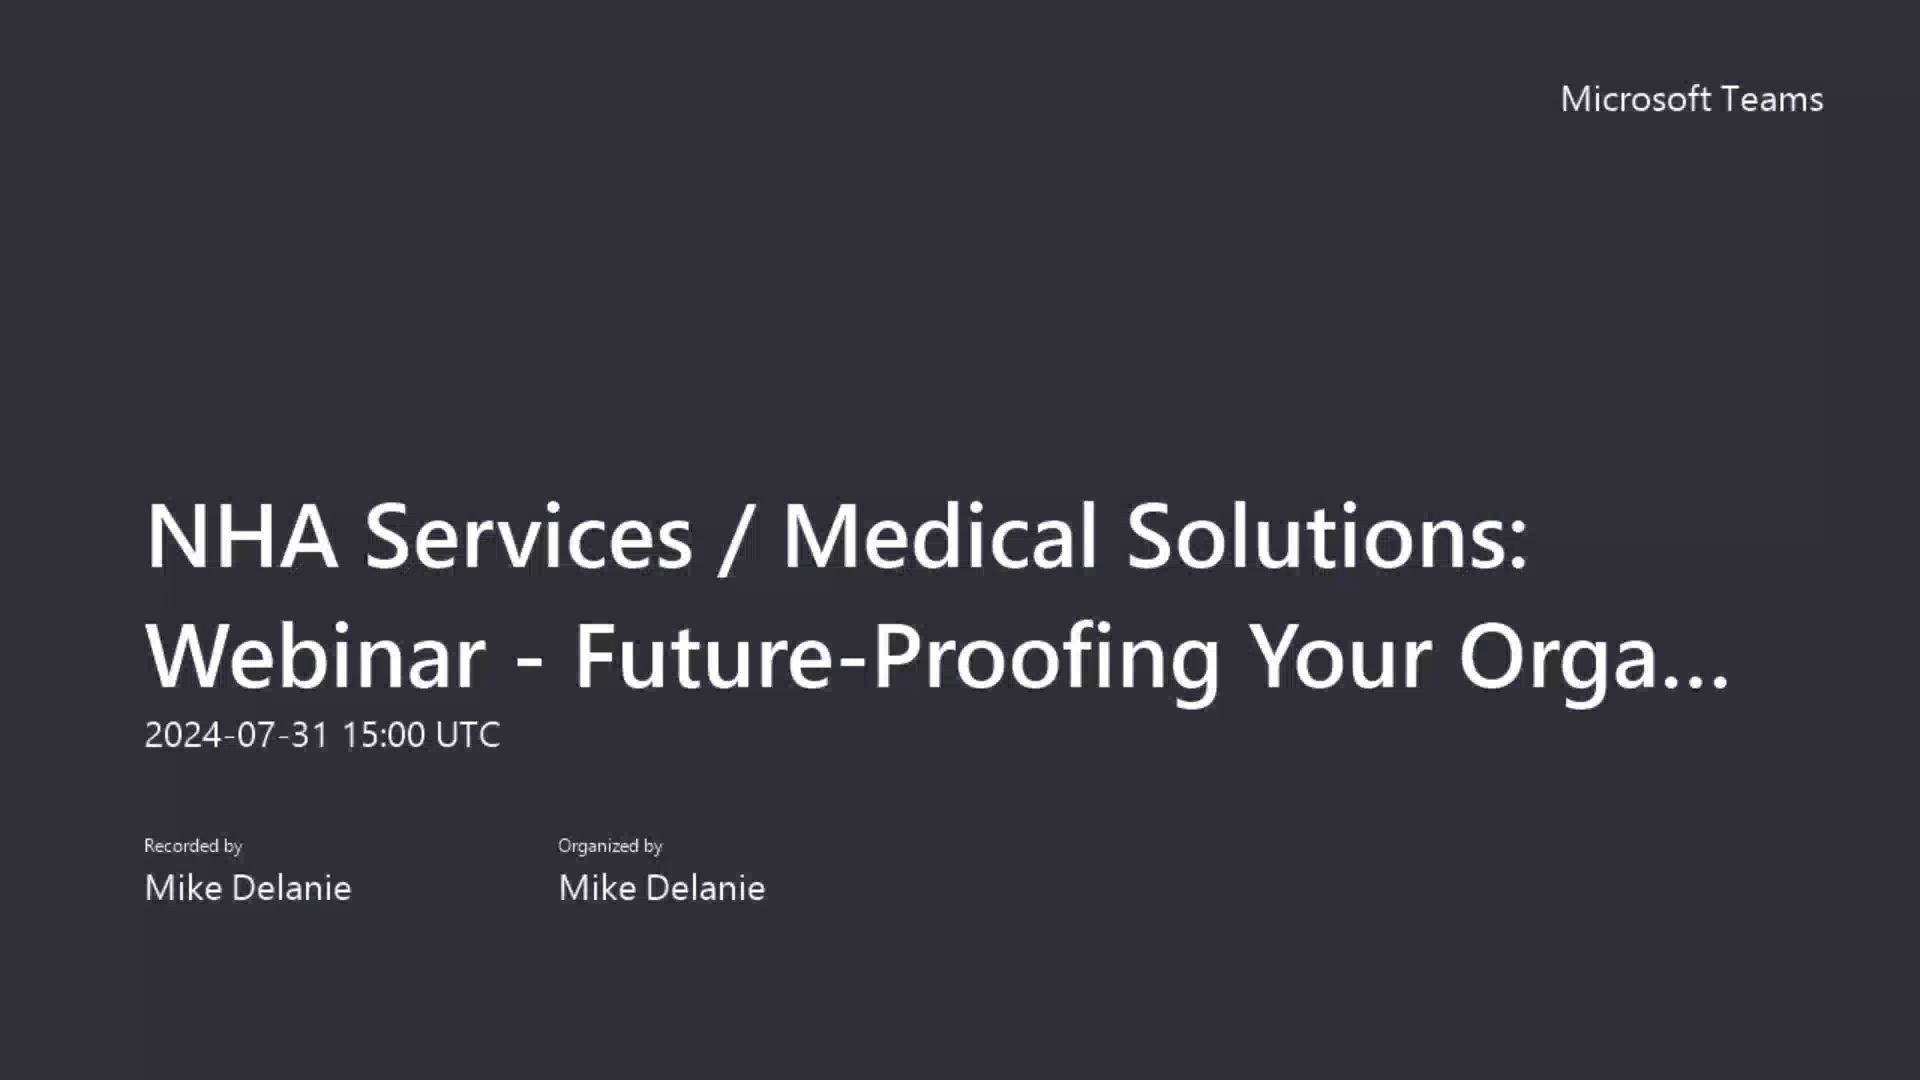 Microsoft Teams
NHA Services / Medical Solutions:
Webinar - Future-Proofing Your Orga...
2024-07-31 15:00 UTC
Recorded by
Mike Delanie
Organized by
Mike Delanie